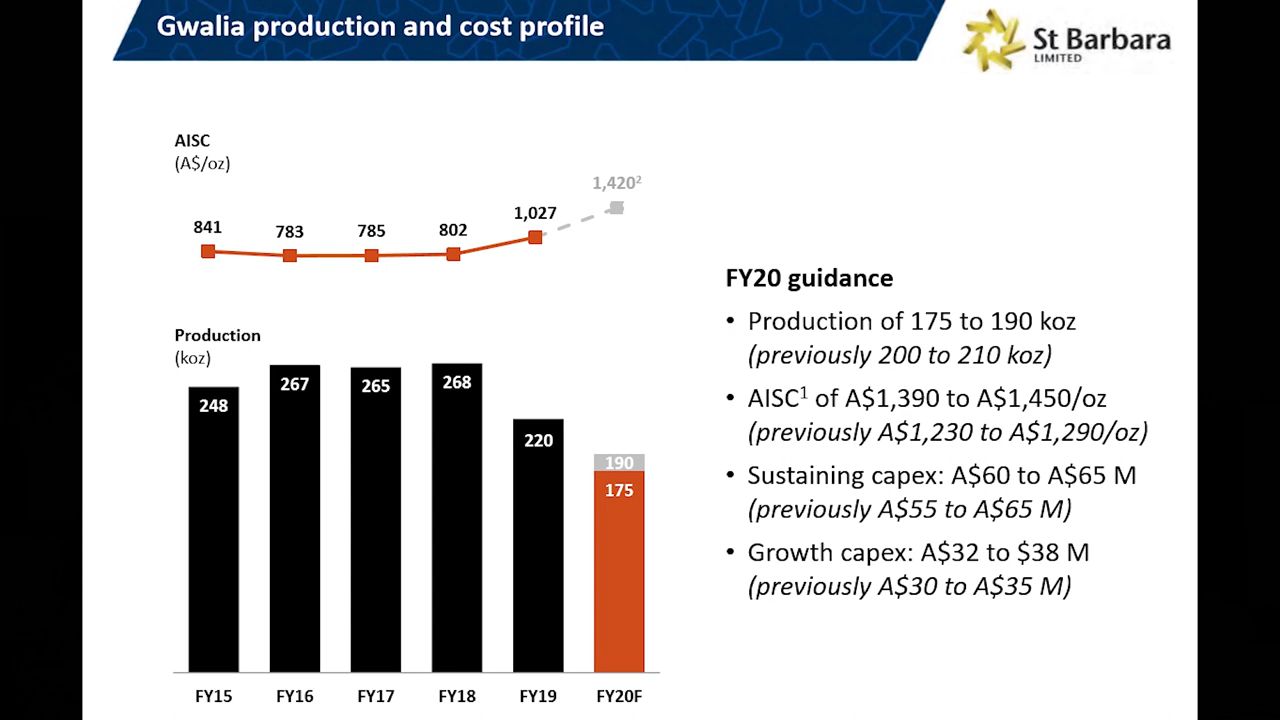 Gwalia production and cost profile
St Barbara
LIMITED
AISC
(A$/oz)
841
783
785
802
1,027
1,420²
Production
(koz)
248
267
265
268
220
190
175
FY15
FY16
FY17
FY18
FY19
FY20F
FY20 guidance
• Production of 175 to 190 koz
(previously 200 to 210 koz)
• AISC¹ of A$1,390 to A$1,450/oz
(previously A$1,230 to A$1,290/oz)
• Sustaining capex: A$60 to A$65 M
(previously A$55 to A$65 M)
• Growth capex: A$32 to $38 M
(previously A$30 to A$35 M)